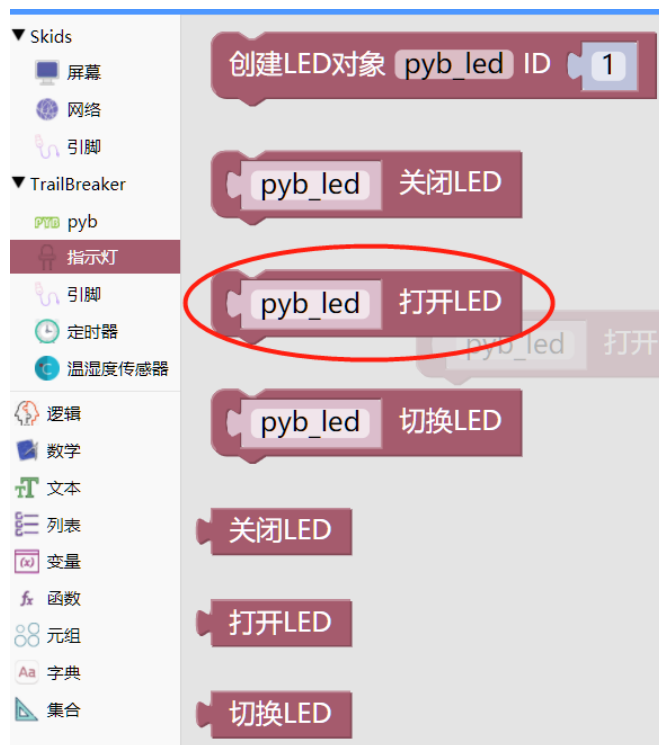 Skids
屏幕
网络
引脚
TrailBreaker
PYB pyb
指示灯
引脚
定时器
C 温湿度传感器
逻辑
数学
TT 文本
列表
(x) 变量
fx 函数
元组
Aa 字典
集合
创建LED对象 pyb_led ID 1
pyb_led 关闭LED
pyb_led 打开LED
pyb_led 打开
pyb_led 切换LED
关闭LED
打开LED
切换LED